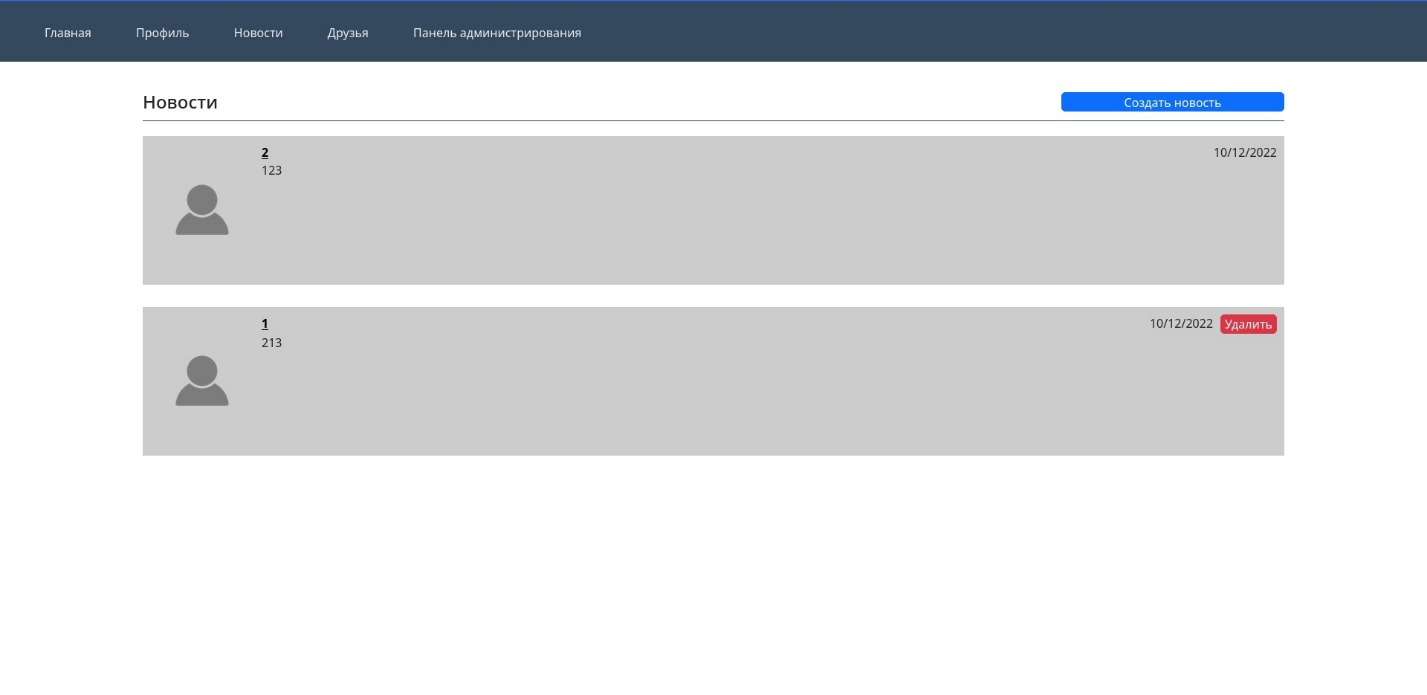 Главная Профиль Новости Друзья Панель администрирования
Новости Создать новость
2 10/12/2022
123
1 10/12/2022 Удалить
213